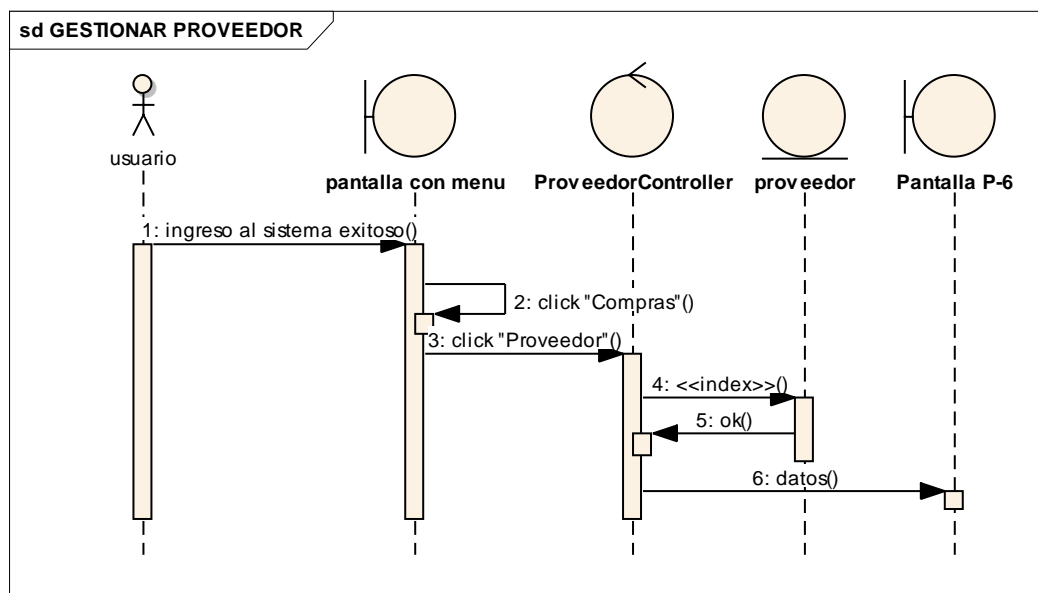 sd GESTIONAR PROVEEDOR
usuario
pantalla con menu
ProveedorController
proveedor
Pantalla P-6
1: ingreso al sistema exitoso()
2: click "Compras"()
3: click "Proveedor"()
4: <<index>>()
5: ok()
6: datos()